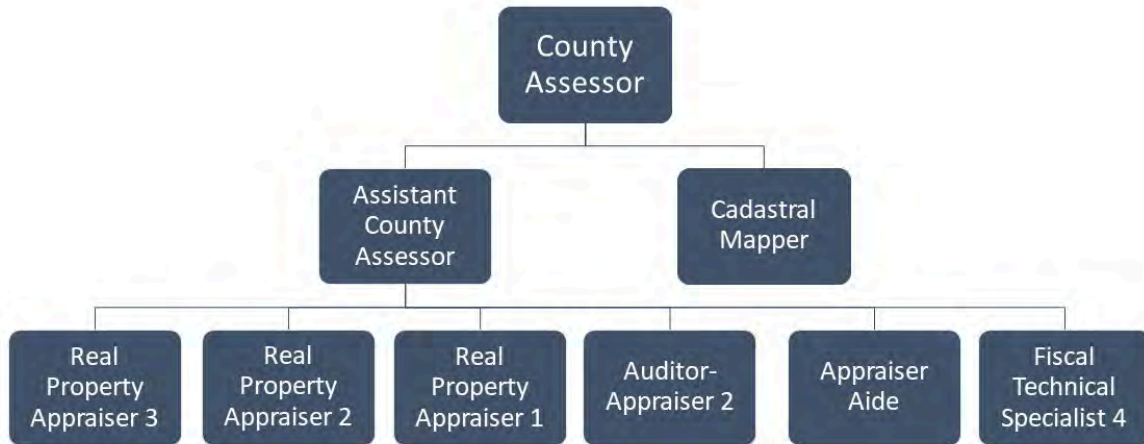 County
Assessor
Assistant
County
Assessor
Cadastral
Mapper
Real
Property
Appraiser 3
Real
Property
Appraiser 2
Real
Property
Appraiser 1
Auditor-
Appraiser 2
Appraiser
Aide
Fiscal
Technical
Specialist 4